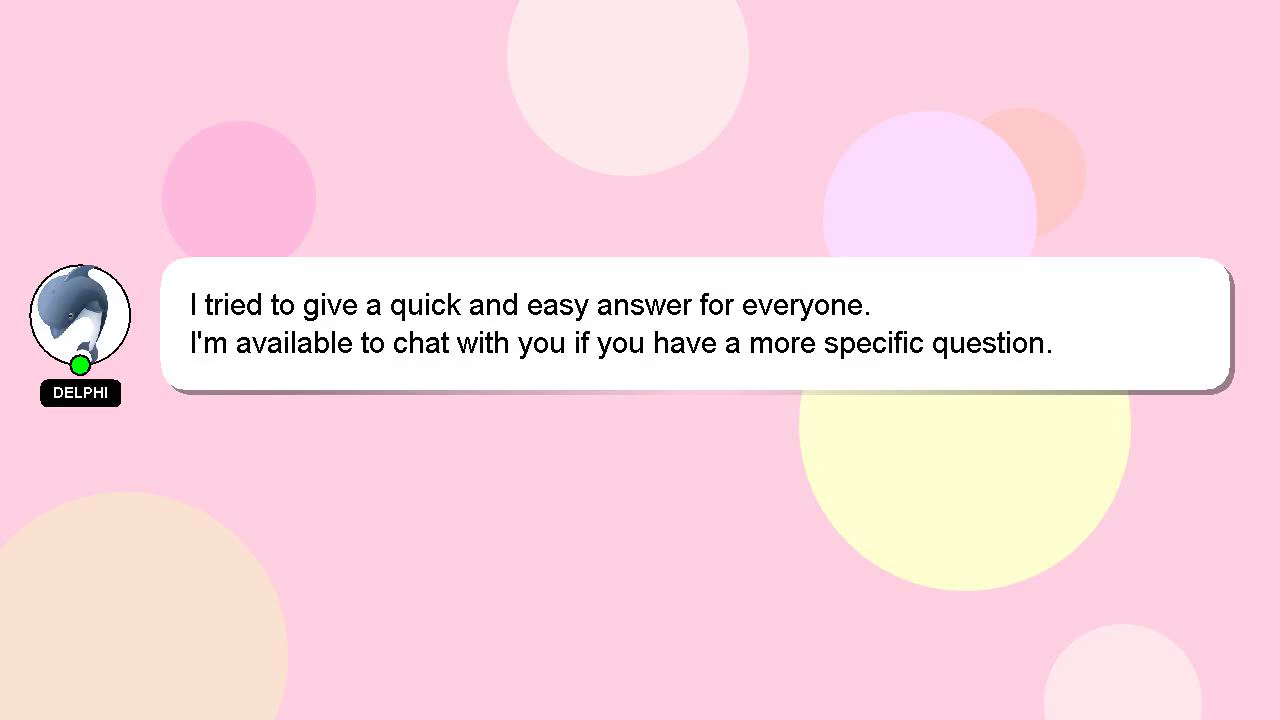 I tried to give a quick and easy answer for everyone.
I'm available to chat with you if you have a more specific question.
DELPHI